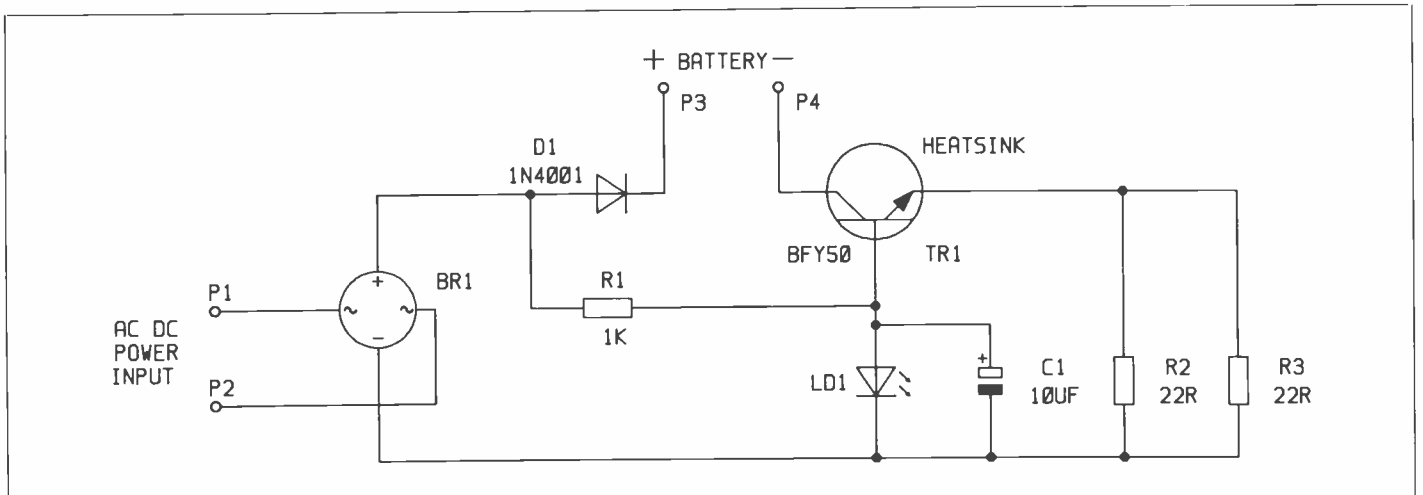 + BATTERY −
P3
P4
D1
1N4001
HEATSINK
BFY50
TR1
+
BR1
~
~
−
P1
AC DC
POWER
INPUT
P2
R1
1K
LD1
+
C1
10UF
R2
22R
R3
22R